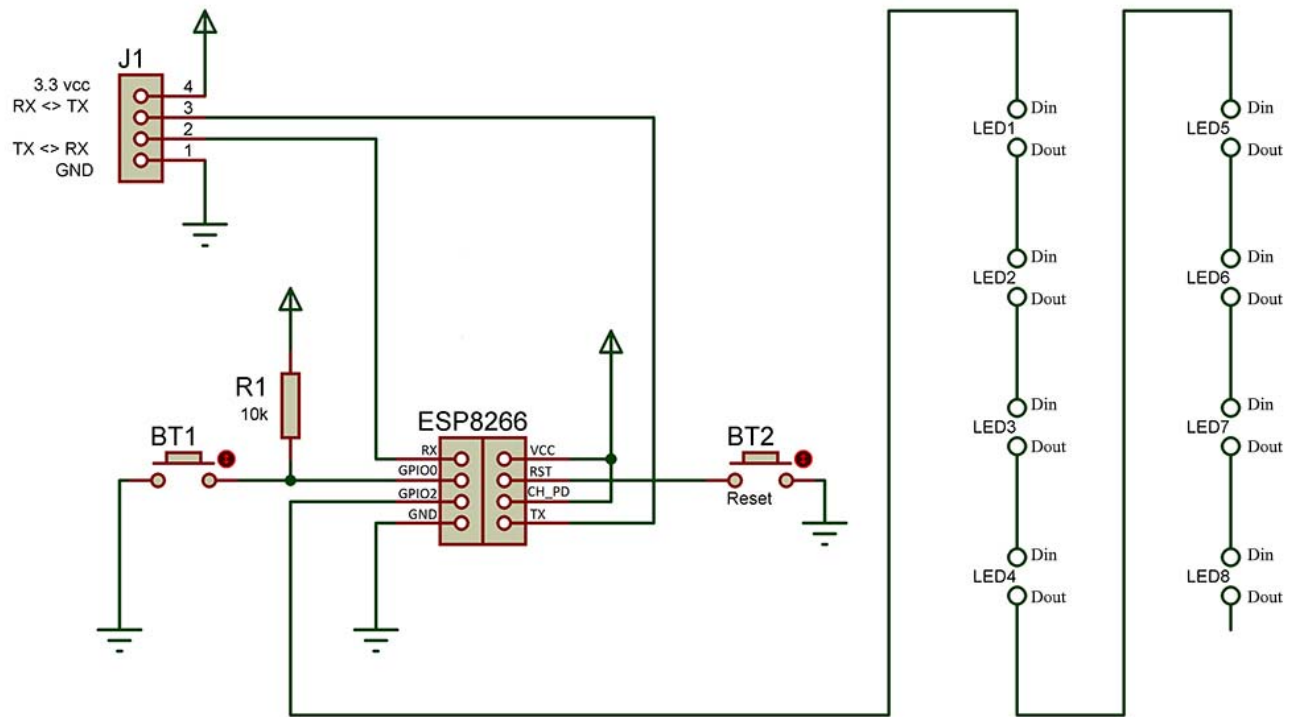 J1
3.3 vcc
RX <> TX
TX <> RX
GND
4
3
2
1
R1
10k
BT1
ESP8266
RX
GPIO0
GPIO2
GND
VCC
RST
CH_PD
TX
BT2
Reset
Din
LED1
Dout
Din
LED2
Dout
Din
LED3
Dout
Din
LED4
Dout
Din
LED5
Dout
Din
LED6
Dout
Din
LED7
Dout
Din
LED8
Dout